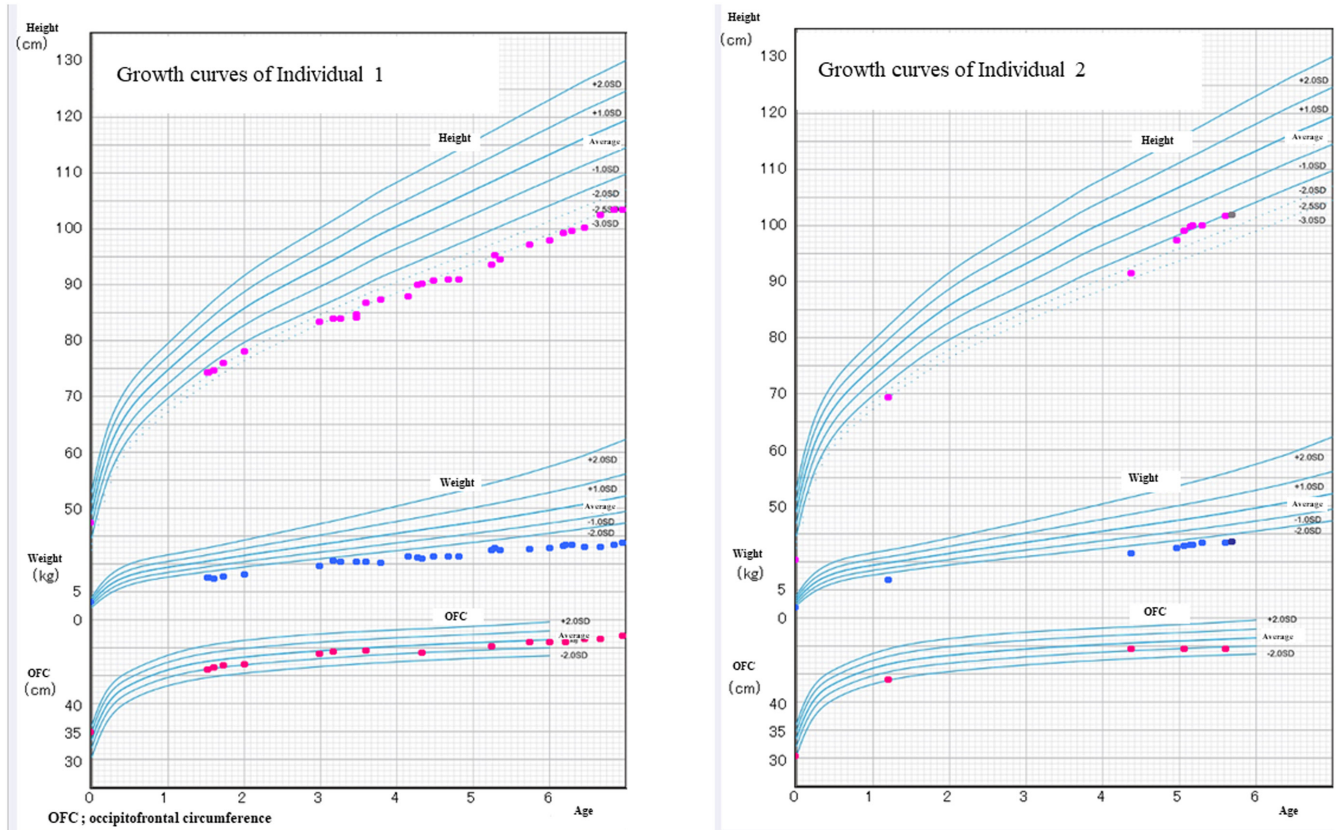 Height
(cm)
Growth curves of Individual 1
130
120
110
100
90
80
70
60
50
Height
+2.0SD
+1.0SD
Average
-1.0SD
-2.0SD
-2.5SD
-3.0SD
Weight
+2.0SD
+1.0SD
Average
-1.0SD
-2.0SD
Weight
(kg)
5
0
OFC
+2.0SD
Average
-2.0SD
OFC
(cm)
40
35
30
0 1 2 3 4 5 6
Age
OFC ; occipitofrontal circumference
Height
(cm)
Growth curves of Individual 2
130
120
110
100
90
80
70
60
50
Height
+2.0SD
+1.0SD
Average
-1.0SD
-2.0SD
-2.5SD
-3.0SD
Wight
+2.0SD
+1.0SD
Average
-1.0SD
-2.0SD
Wight
(kg)
5
0
OFC
+2.0SD
Average
-2.0SD
OFC
(cm)
40
35
30
0 1 2 3 4 5 6
Age